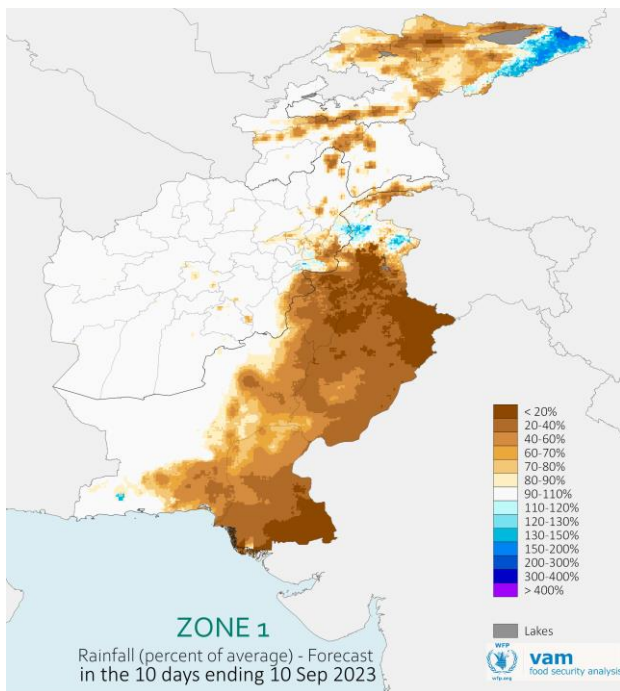 < 20%
20-40%
40-60%
60-70%
70-80%
80-90%
90-110%
110-120%
120-130%
130-150%
150-200%
200-300%
300-400%
> 400%
Lakes
ZONE 1
Rainfall (percent of average) - Forecast
in the 10 days ending 10 Sep 2023
WFP
wfp.org
vam
food security analysis